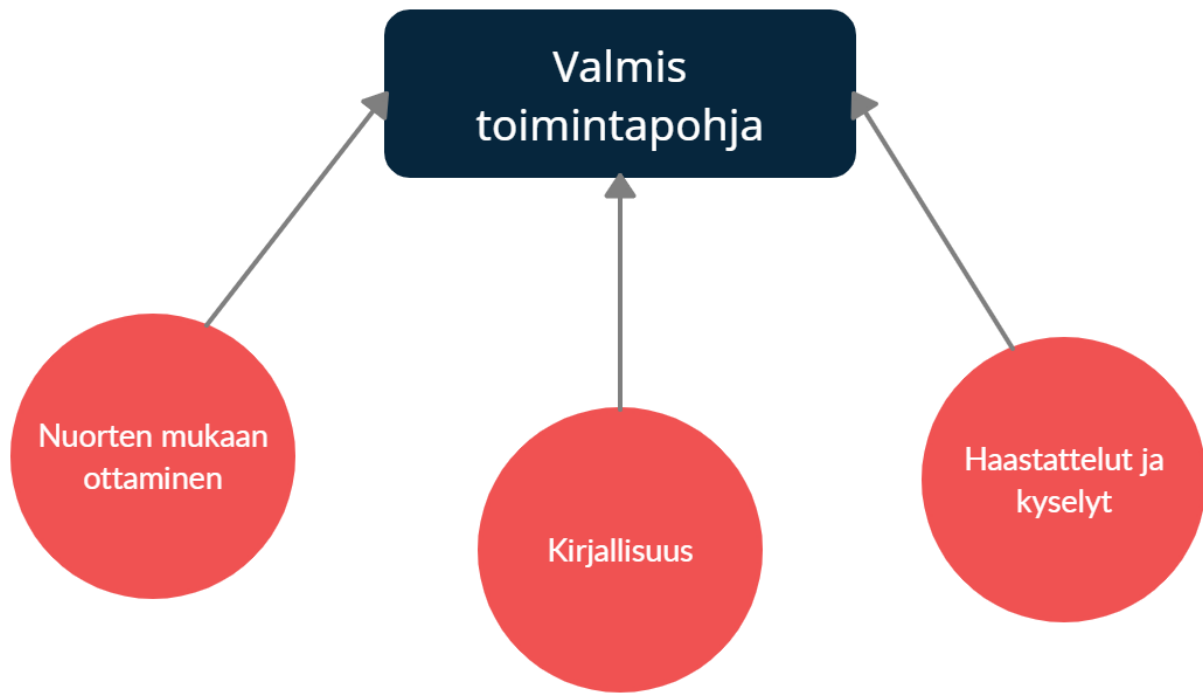 Valmis
toimintapohja
Nuorten mukaan
ottaminen
Kirjallisuus
Haastattelut ja
kyselyt